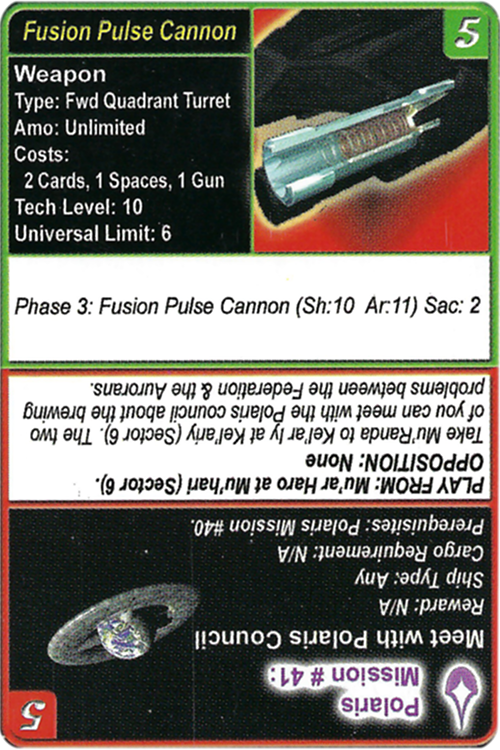 Fusion Pulse Cannon
5
Weapon
Type: Fwd Quadrant Turret
Amo: Unlimited
Costs:
2 Cards, 1 Spaces, 1 Gun
Tech Level: 10
Universal Limit: 6
Phase 3: Fusion Pulse Cannon (Sh:10 Ar:11) Sac: 2
5
Polaris
Mission # 41:
Meet with Polaris Council
Reward: N/A
Ship Type: Any
Cargo Requirement: N/A
Prerequisites: Polaris Mission #40.
PLAY FROM: Mu'ar Haro at Mu'hari (Sector 6).
OPPOSITION: None
Take Mu'Randa to Kel'ar Iy at Kel'ariy (Sector 6). The two
of you can meet with the Polaris council about the brewing
problems between the Federation & the Aurorans.